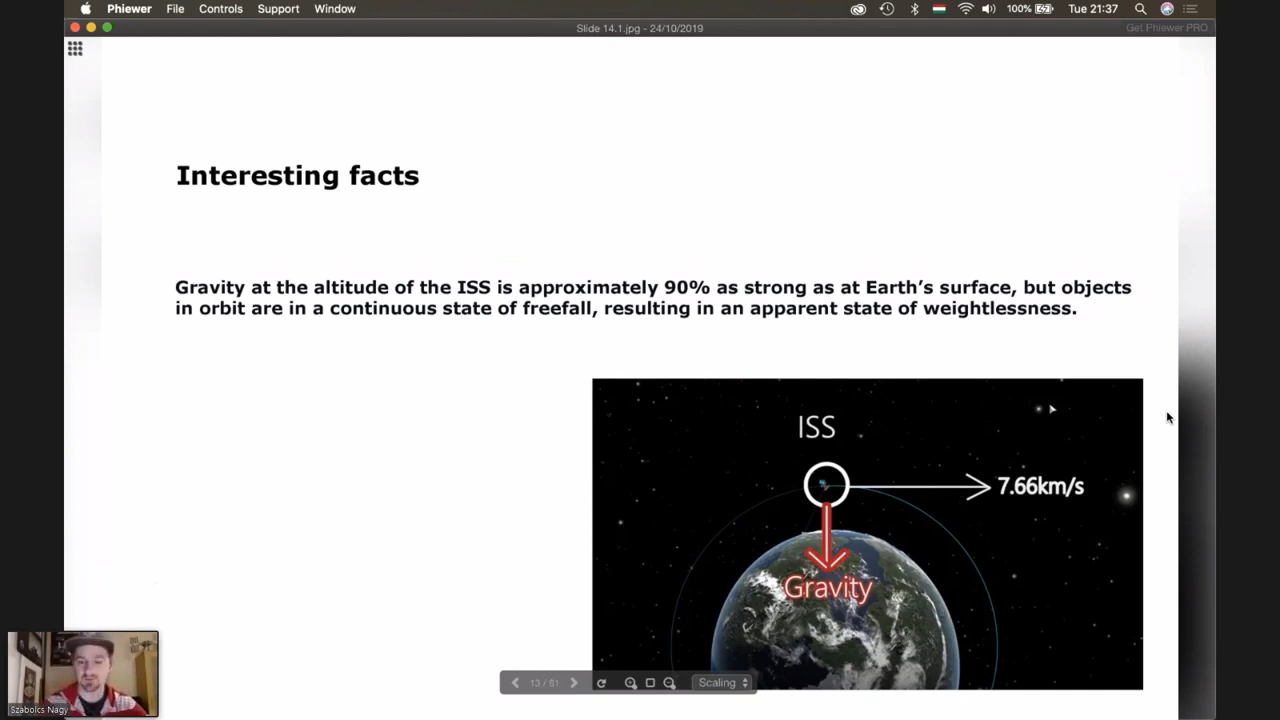 Phiewer File Controls Support Window 100% Tue 21:37
Slide 14.1.jpg - 24/10/2019 Get Phiewer PRO
Interesting facts
Gravity at the altitude of the ISS is approximately 90% as strong as at Earth's surface, but objects
in orbit are in a continuous state of freefall, resulting in an apparent state of weightlessness.
ISS
7.66km/s
Gravity
13 / 81 Scaling
Szabolcs Nagy